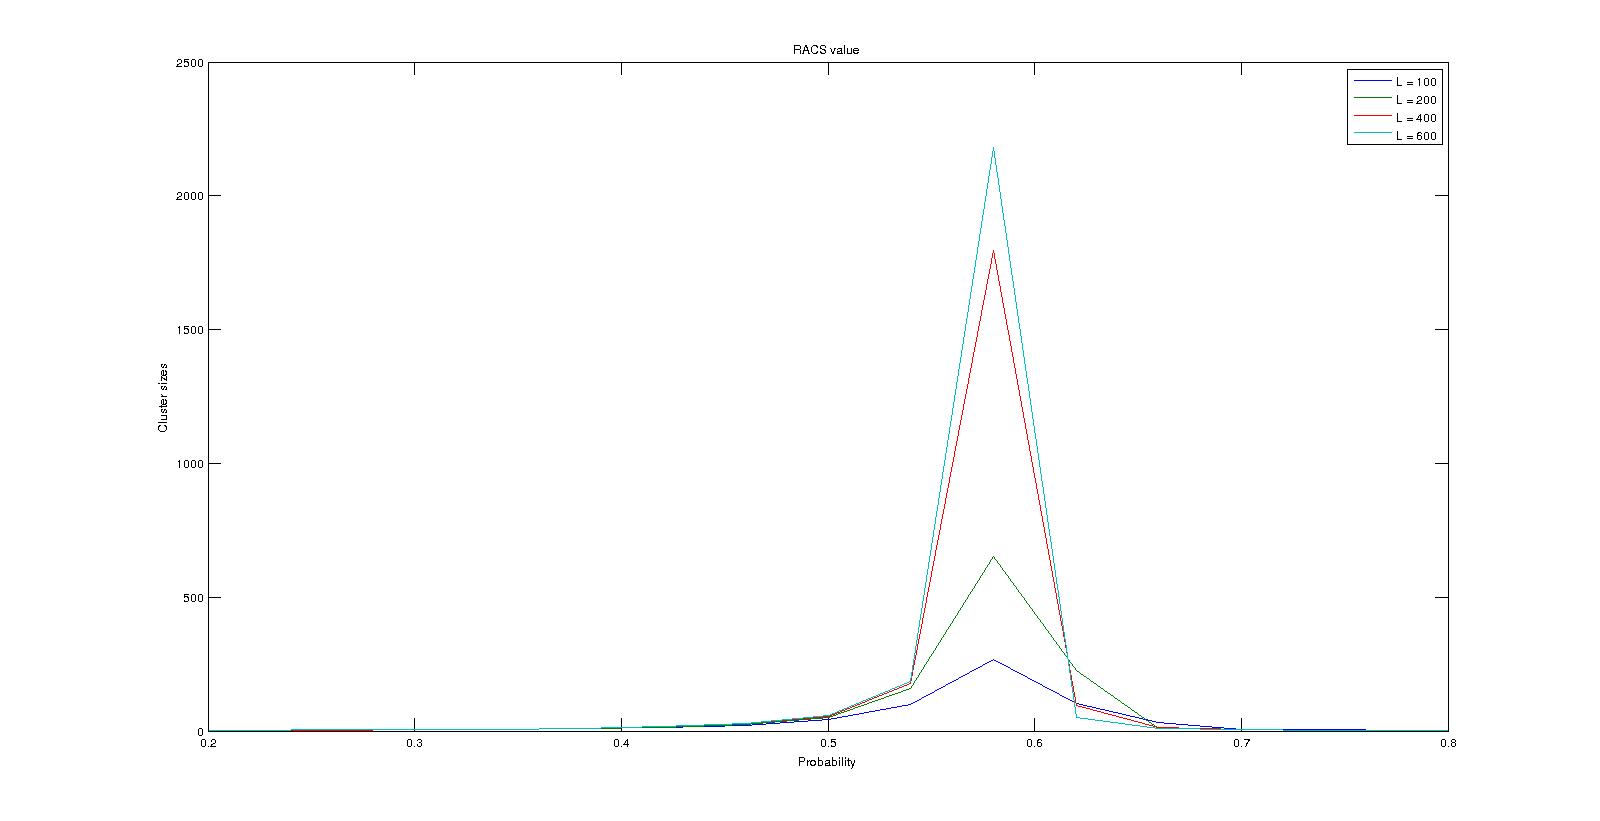 RACS value
2500
2000
1500
1000
500
0
Cluster sizes
0.2 0.3 0.4 0.5 0.6 0.7 0.8
Probability
L = 100
L = 200
L = 400
L = 600